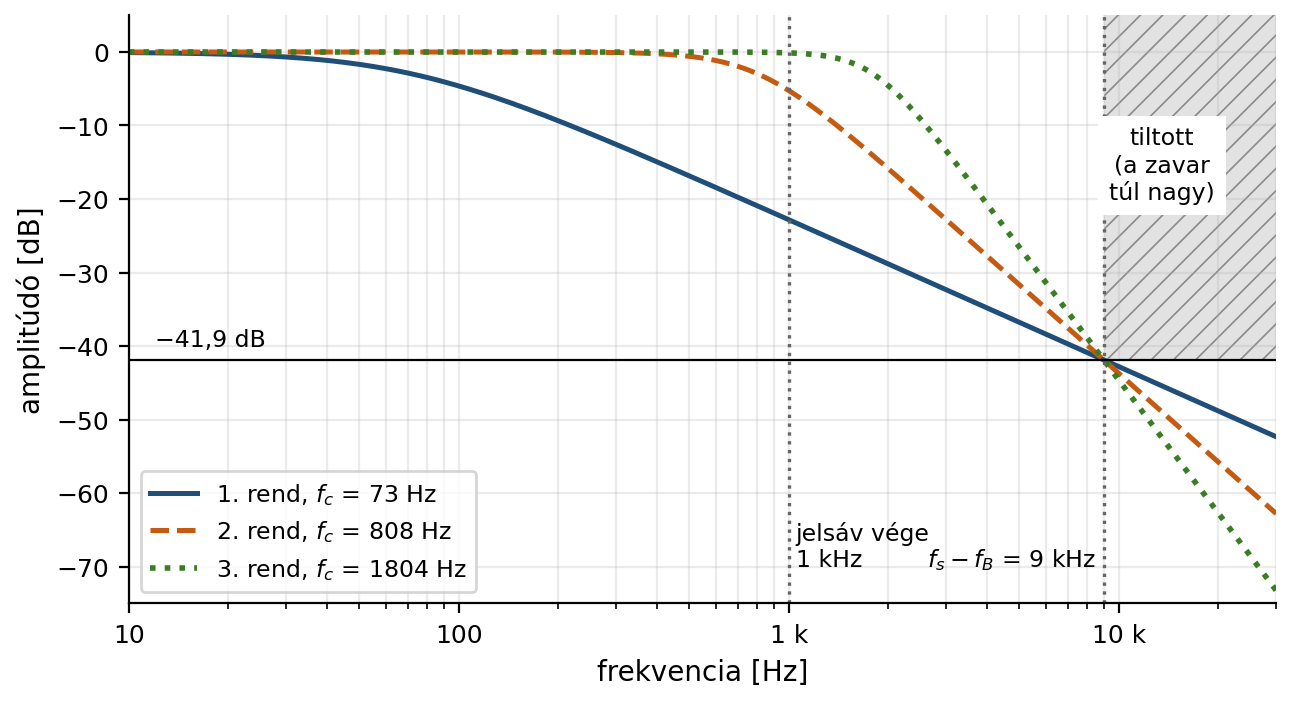 amplitúdó [dB]
0
−10
−20
−30
−40
−50
−60
−70
−41,9 dB
tiltott
(a zavar
túl nagy)
1. rend, f_c = 73 Hz
2. rend, f_c = 808 Hz
3. rend, f_c = 1804 Hz
jelsáv vége
1 kHz
f_s − f_B = 9 kHz
10
100
1 k
10 k
frekvencia [Hz]